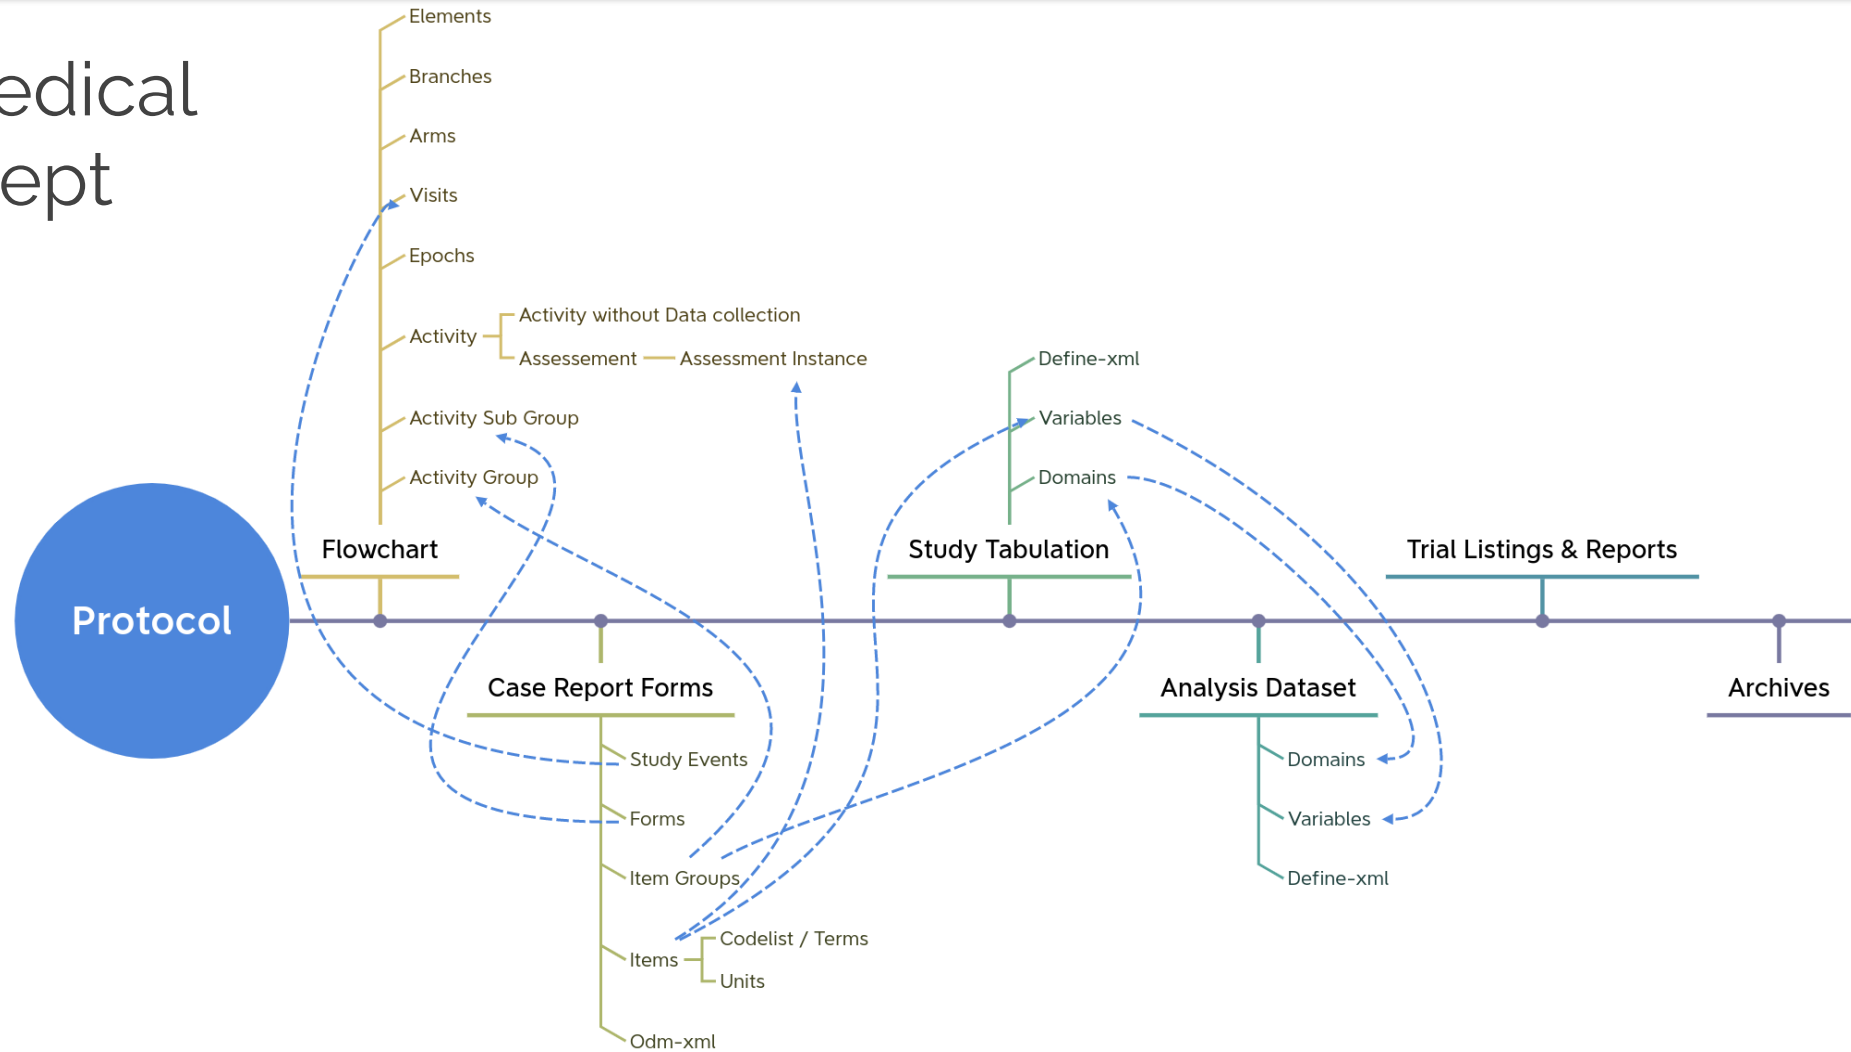 edical
ept
Elements
Branches
Arms
Visits
Epochs
Activity
Activity without Data collection
Assessement
Assessment Instance
Activity Sub Group
Activity Group
Flowchart
Protocol
Case Report Forms
Study Events
Forms
Item Groups
Items
Codelist / Terms
Units
Odm-xml
Define-xml
Variables
Domains
Study Tabulation
Analysis Dataset
Domains
Variables
Define-xml
Trial Listings & Reports
Archives